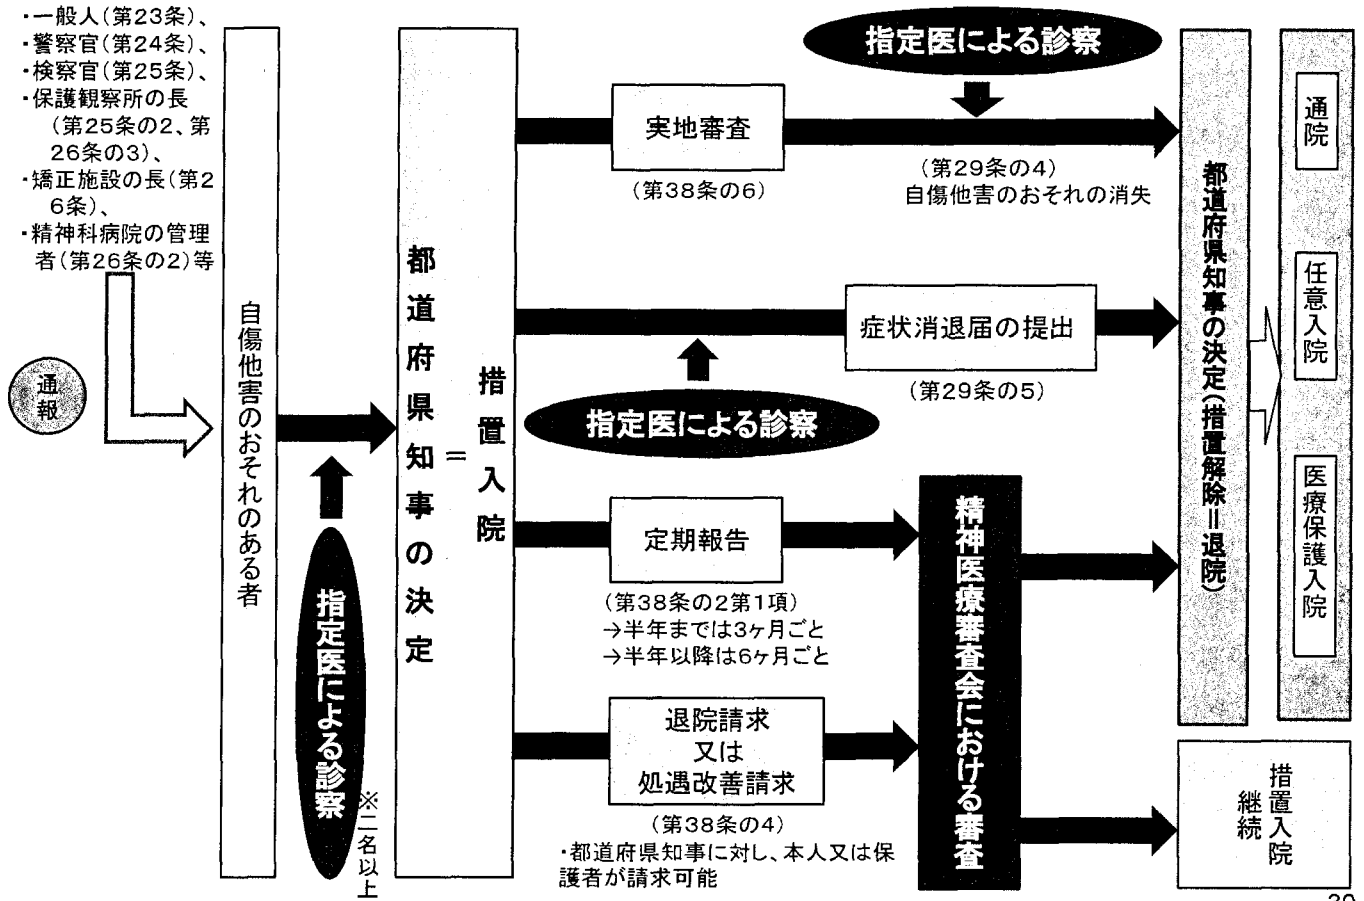 ・一般人(第23条)、
・警察官(第24条)、
・検察官(第25条)、
・保護観察所の長
(第25条の2、第
26条の3)、
・矯正施設の長(第2
6条)、
・精神科病院の管理
者(第26条の2)等
通報
自傷他害のおそれのある者
指定医による診察
※二名以上
都道府県知事の決定
＝
措置入院
実地審査
(第38条の6)
指定医による診察
(第29条の4)
自傷他害のおそれの消失
症状消退届の提出
(第29条の5)
指定医による診察
定期報告
(第38条の2第1項)
→半年までは3ヶ月ごと
→半年以降は6ヶ月ごと
退院請求
又は
処遇改善請求
(第38条の4)
・都道府県知事に対し、本人又は保
護者が請求可能
精神医療審査会における審査
都道府県知事の決定(措置解除＝退院)
通院
任意入院
医療保護入院
措置入院
継続